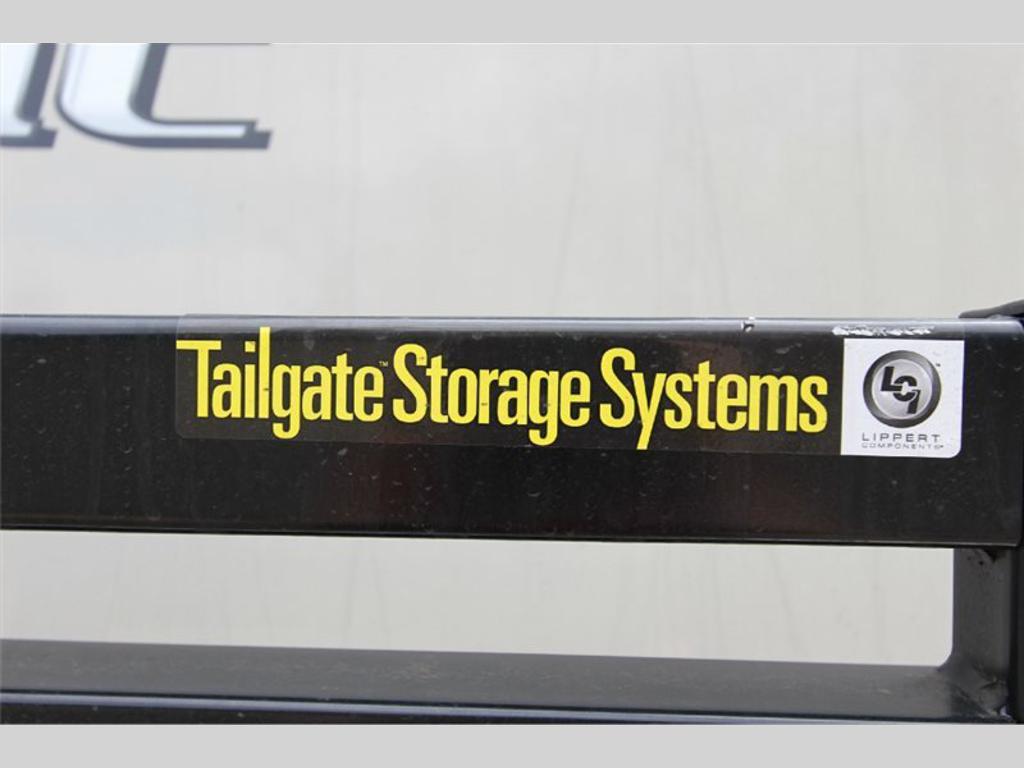 Tailgate™ Storage Systems
LCI
LIPPERT
COMPONENTS